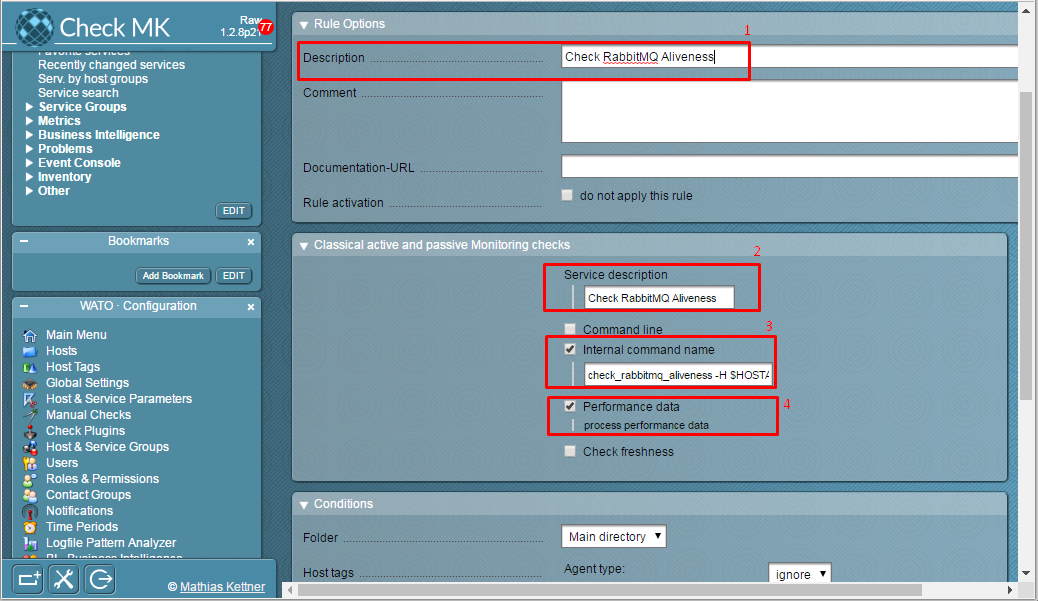 Check MK
Raw
1.2.8p21
77
Favorite services
Recently changed services
Serv. by host groups
Service search
Service Groups
Metrics
Business Intelligence
Problems
Event Console
Inventory
Other
EDIT
Bookmarks
Add Bookmark
EDIT
WATO · Configuration
Main Menu
Hosts
Host Tags
Global Settings
Host & Service Parameters
Manual Checks
Check Plugins
Host & Service Groups
Users
Roles & Permissions
Contact Groups
Notifications
Time Periods
Logfile Pattern Analyzer
BI - Business Intelligence
© Mathias Kettner
Rule Options
1
Description
Check RabbitMQ Aliveness
Comment
Documentation-URL
Rule activation
do not apply this rule
Classical active and passive Monitoring checks
2
Service description
Check RabbitMQ Aliveness
Command line
3
Internal command name
check_rabbitmq_aliveness -H $HOSTA
4
Performance data
process performance data
Check freshness
Conditions
Folder
Main directory
Host tags
Agent type:
ignore